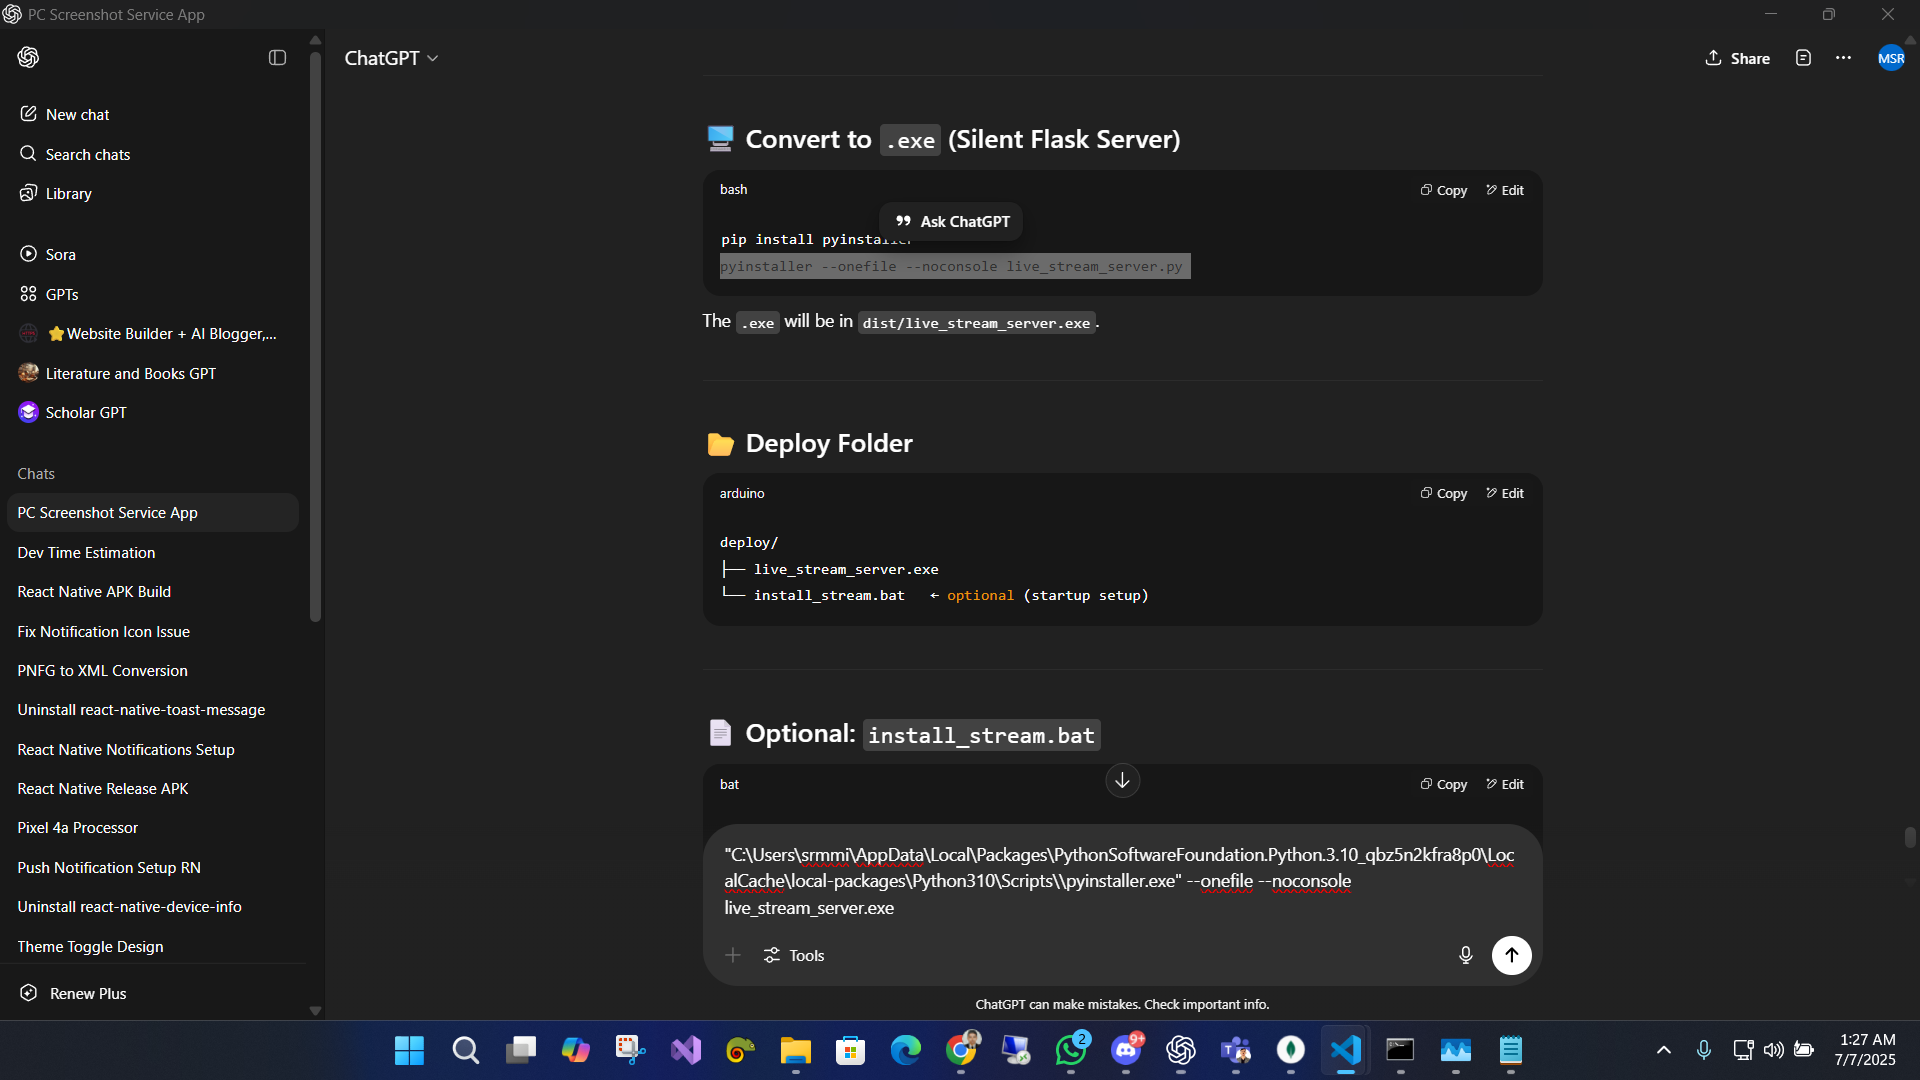 PC Screenshot Service App
ChatGPT
Share
MSR
New chat
Search chats
Library
Sora
GPTs
⭐Website Builder + AI Blogger,...
Literature and Books GPT
Scholar GPT
Chats
PC Screenshot Service App
Dev Time Estimation
React Native APK Build
Fix Notification Icon Issue
PNFG to XML Conversion
Uninstall react-native-toast-message
React Native Notifications Setup
React Native Release APK
Pixel 4a Processor
Push Notification Setup RN
Uninstall react-native-device-info
Theme Toggle Design
Renew Plus
Convert to .exe (Silent Flask Server)
bash
Copy
Edit
Ask ChatGPT
pip install pyinstaller
pyinstaller --onefile --noconsole live_stream_server.py
The .exe will be in dist/live_stream_server.exe.
Deploy Folder
arduino
Copy
Edit
deploy/
├── live_stream_server.exe
└── install_stream.bat ← optional (startup setup)
Optional: install_stream.bat
bat
Copy
Edit
"C:\Users\srmmi\AppData\Local\Packages\PythonSoftwareFoundation.Python.3.10_qbz5n2kfra8p0\Loc
alCache\local-packages\Python310\Scripts\\pyinstaller.exe" --onefile --noconsole
live_stream_server.exe
Tools
ChatGPT can make mistakes. Check important info.
2
9+
1:27 AM
7/7/2025